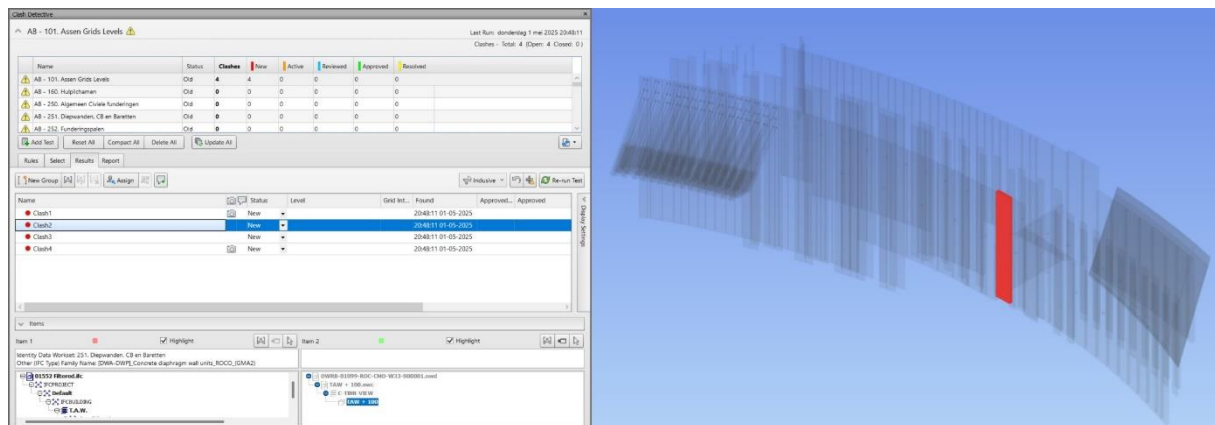 Clash Detective
A8 - 101. Assen Grids Levels
Last Run: donderdag 1 mei 2025 20:48:11
Clashes - Total: 4 (Open: 4 Closed: 0)
Name Status Clashes New Active Reviewed Approved Resolved
A8 - 101. Assen Grids Levels Old 4 4 0 0 0 0
A8 - 160. Hulplichamen Old 0 0 0 0 0 0
A8 - 250. Algemeen Civiele funderingen Old 0 0 0 0 0 0
A8 - 251. Diepwanden, CB en Baretten Old 0 0 0 0 0 0
A8 - 252. Funderingspalen Old 0 0 0 0 0 0
Add Test Reset All Compact All Delete All Update All
Rules Select Results Report
New Group Assign Inclusive Re-run Test
Name Status Level Grid Int... Found Approved... Approved
Clash1 New 20:48:11 01-05-2025
Clash2 New 20:48:11 01-05-2025
Clash3 New 20:48:11 01-05-2025
Clash4 New 20:48:11 01-05-2025
Display Settings
Items
Item 1 Highlight Item 2 Highlight
Identity Data Workset: 251. Diepwanden, CB en Baretten
Other (IFC Type) Family Name: [DWA-DWP]_Concrete diaphragm wall units_ROCO_(GMA2)
01552 Filtered.ifc
IFCPROJECT
Default
IFCBUILDING
T.A.W.
TAW + 100.nwc
TAW + 100